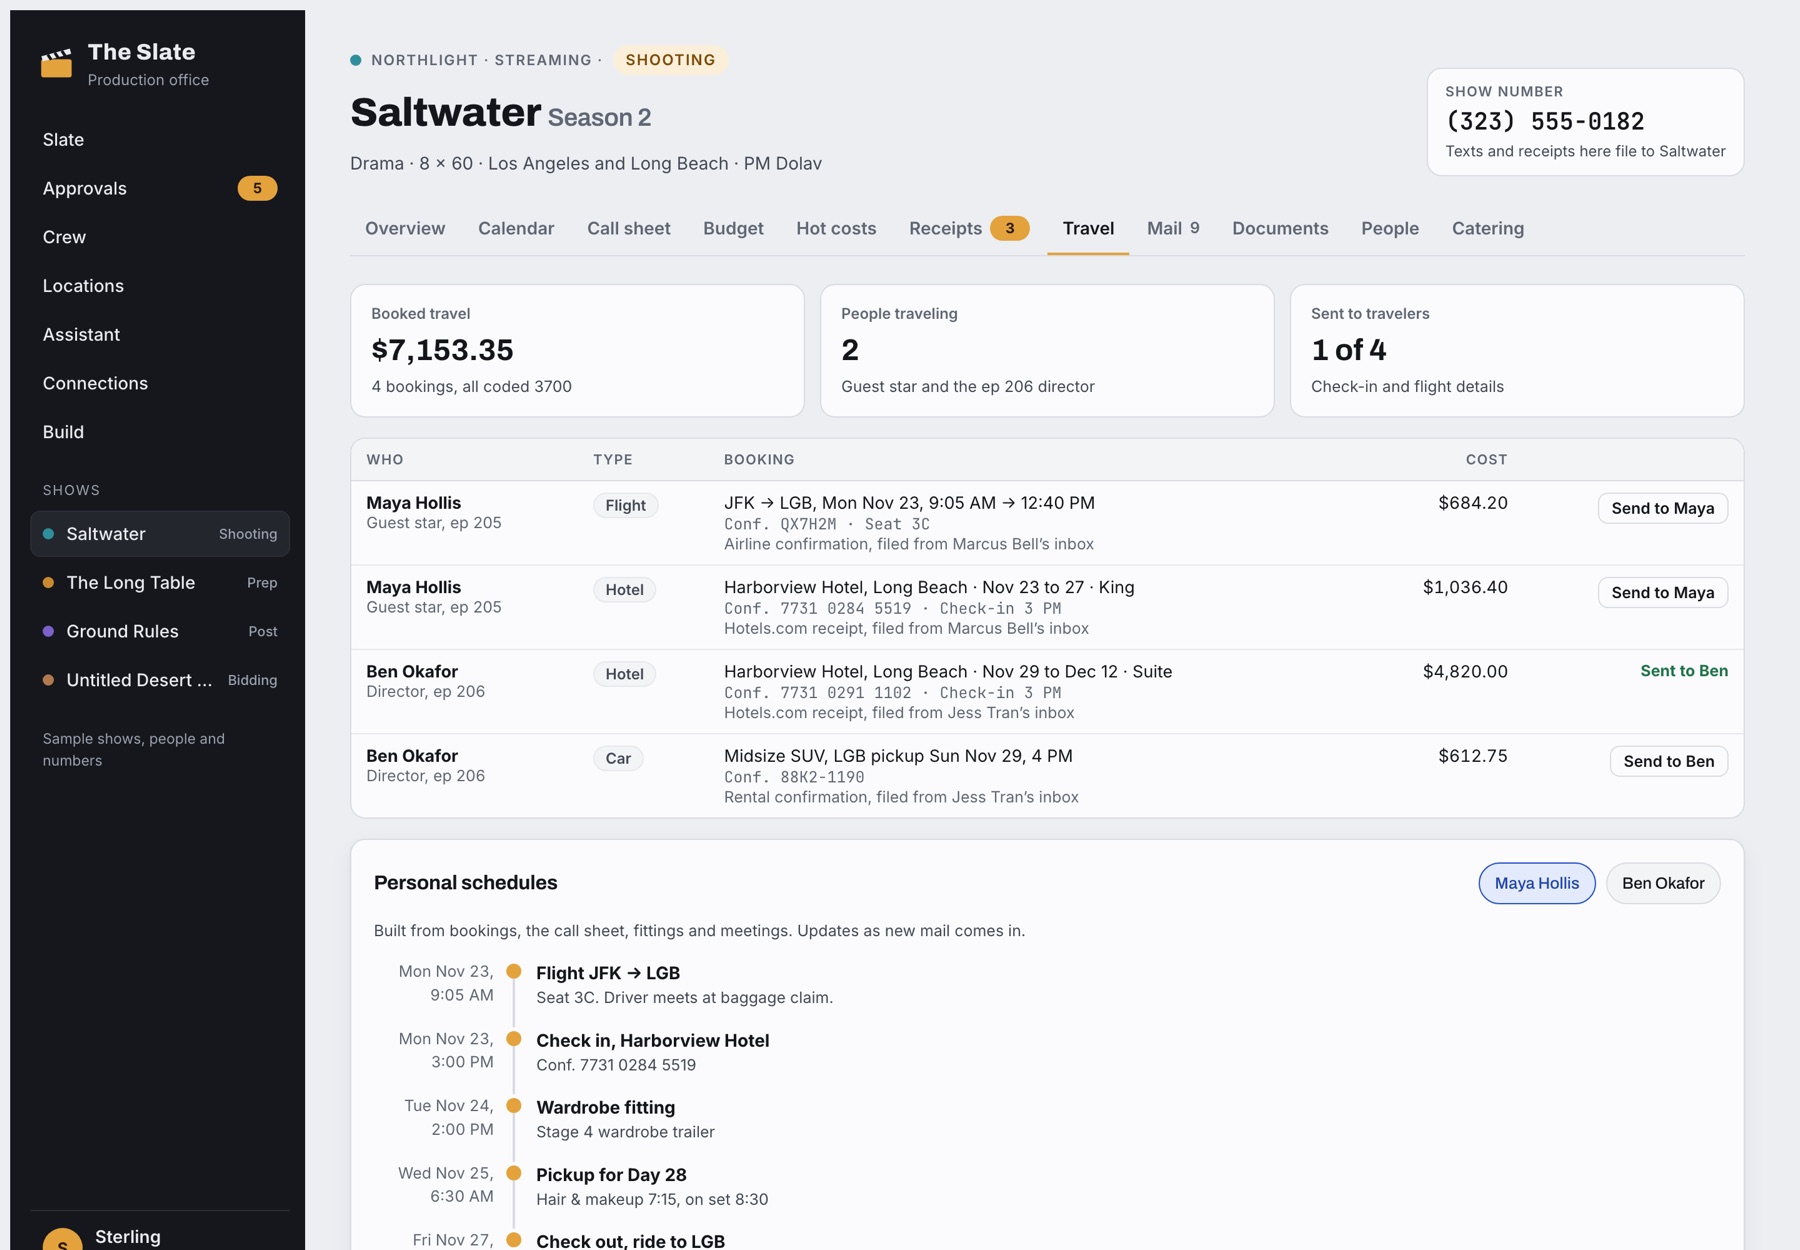 The Slate
Production office
Slate
Approvals 5
Crew
Locations
Assistant
Connections
Build
SHOWS
Saltwater Shooting
The Long Table Prep
Ground Rules Post
Untitled Desert ... Bidding
Sample shows, people and
numbers
S
Sterling
NORTHLIGHT · STREAMING · SHOOTING
Saltwater Season 2
Drama · 8 × 60 · Los Angeles and Long Beach · PM Dolav
SHOW NUMBER
(323) 555-0182
Texts and receipts here file to Saltwater
Overview Calendar Call sheet Budget Hot costs Receipts 3 Travel Mail 9 Documents People Catering
Booked travel
$7,153.35
4 bookings, all coded 3700
People traveling
2
Guest star and the ep 206 director
Sent to travelers
1 of 4
Check-in and flight details
WHO TYPE BOOKING COST
Maya Hollis Flight JFK → LGB, Mon Nov 23, 9:05 AM → 12:40 PM $684.20 Send to Maya
Guest star, ep 205 Conf. QX7H2M · Seat 3C
Airline confirmation, filed from Marcus Bell’s inbox
Maya Hollis Hotel Harborview Hotel, Long Beach · Nov 23 to 27 · King $1,036.40 Send to Maya
Guest star, ep 205 Conf. 7731 0284 5519 · Check-in 3 PM
Hotels.com receipt, filed from Marcus Bell’s inbox
Ben Okafor Hotel Harborview Hotel, Long Beach · Nov 29 to Dec 12 · Suite $4,820.00 Sent to Ben
Director, ep 206 Conf. 7731 0291 1102 · Check-in 3 PM
Hotels.com receipt, filed from Jess Tran’s inbox
Ben Okafor Car Midsize SUV, LGB pickup Sun Nov 29, 4 PM $612.75 Send to Ben
Director, ep 206 Conf. 88K2-1190
Rental confirmation, filed from Jess Tran’s inbox
Personal schedules Maya Hollis Ben Okafor
Built from bookings, the call sheet, fittings and meetings. Updates as new mail comes in.
Mon Nov 23, Flight JFK → LGB
9:05 AM Seat 3C. Driver meets at baggage claim.
Mon Nov 23, Check in, Harborview Hotel
3:00 PM Conf. 7731 0284 5519
Tue Nov 24, Wardrobe fitting
2:00 PM Stage 4 wardrobe trailer
Wed Nov 25, Pickup for Day 28
6:30 AM Hair & makeup 7:15, on set 8:30
Fri Nov 27, Check out, ride to LGB